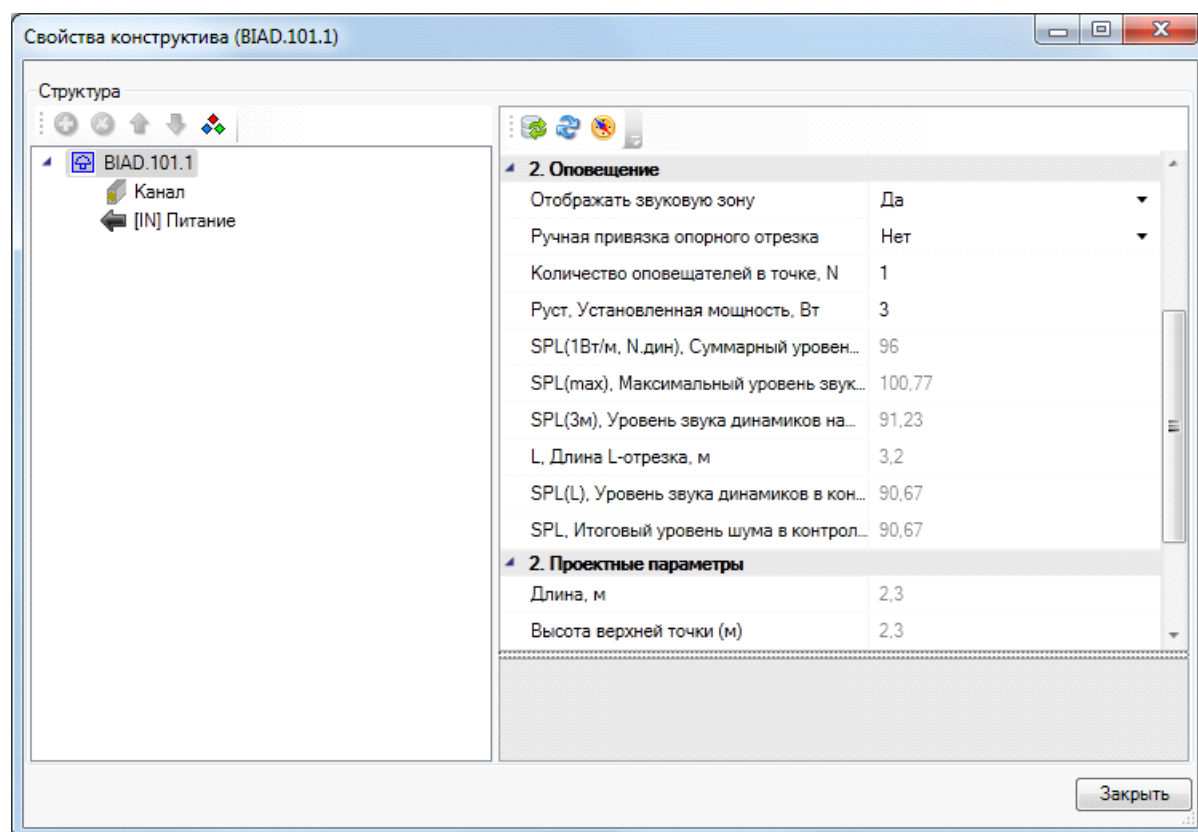 Свойства конструктива (BIAD.101.1)
Структура
BIAD.101.1
Канал
[IN] Питание
2. Оповещение
Отображать звуковую зону Да
Ручная привязка опорного отрезка Нет
Количество оповещателей в точке, N 1
Руст, Установленная мощность, Вт 3
SPL(1Вт/м, N.дин), Суммарный уровен... 96
SPL(max), Максимальный уровень звук... 100,77
SPL(3м), Уровень звука динамиков на... 91,23
L, Длина L-отрезка, м 3,2
SPL(L), Уровень звука динамиков в кон... 90,67
SPL, Итоговый уровень шума в контрол... 90,67
2. Проектные параметры
Длина, м 2,3
Высота верхней точки (м) 2,3
Закрыть